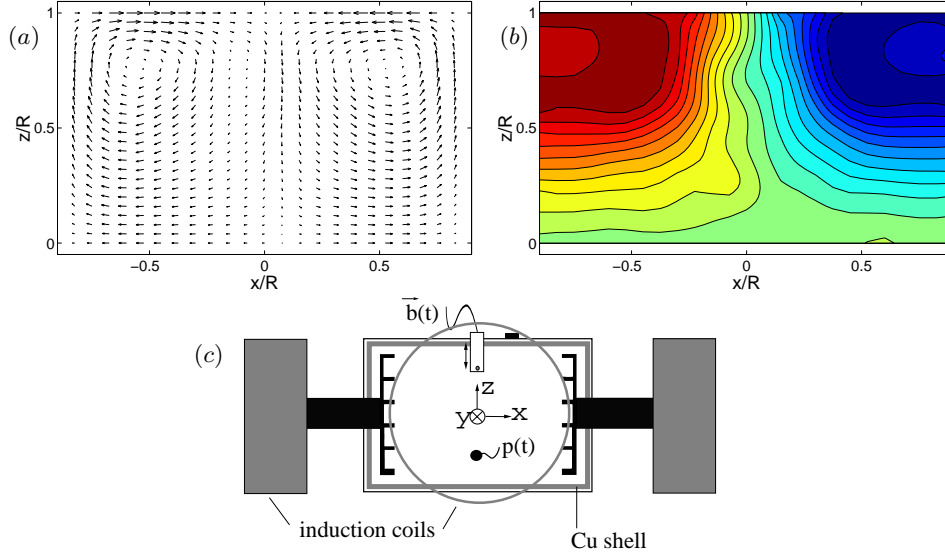 (a)
1
0.5
0
z/R
−0.5
0
0.5
x/R
(b)
1
0.5
0
z/R
−0.5
0
0.5
x/R
(c)
b(t)
z
y
x
p(t)
induction coils
Cu shell